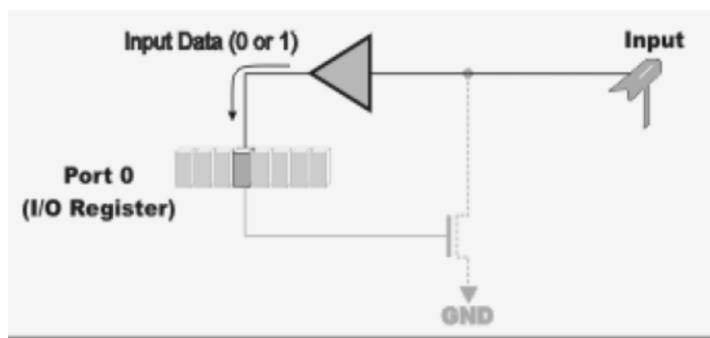 Input Data (0 or 1)
Input
Port 0
(I/O Register)
GND